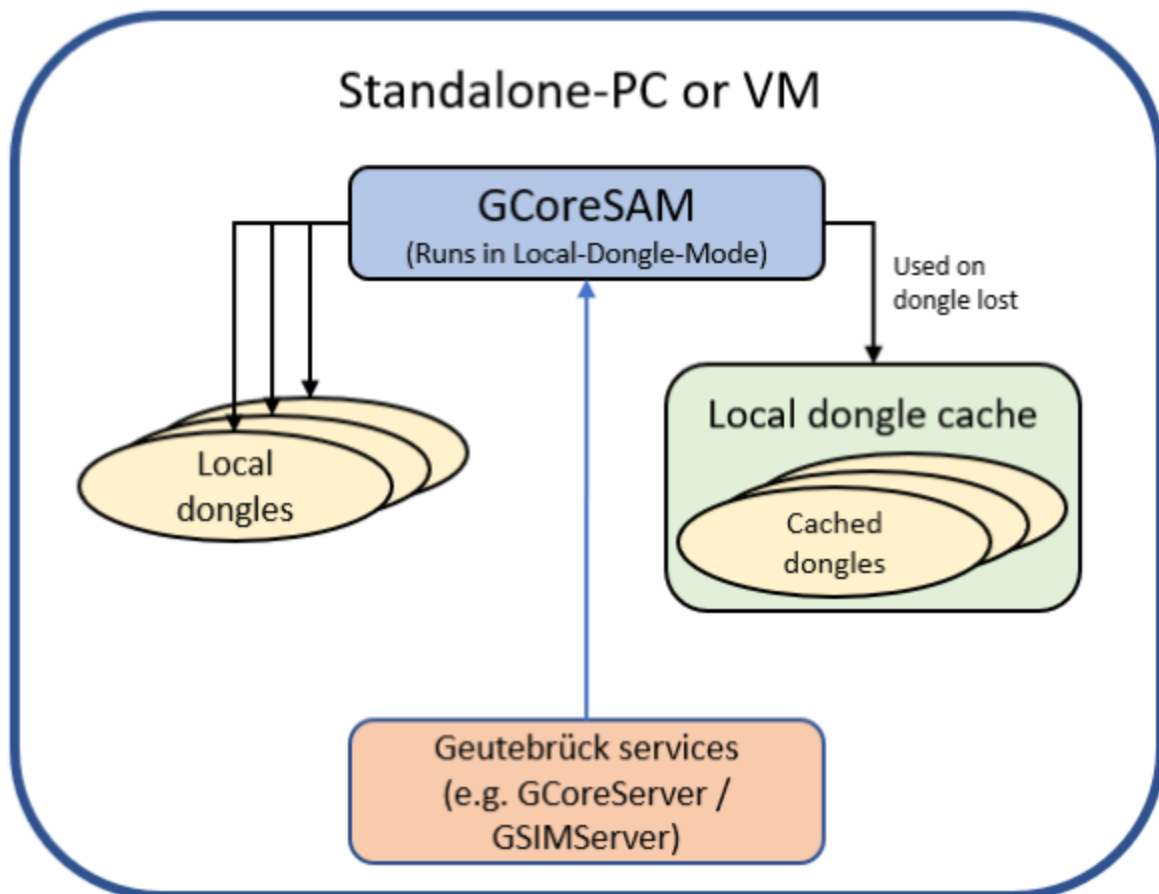 Standalone-PC or VM
GCoreSAM
(Runs in Local-Dongle-Mode)
Used on
dongle lost
Local
dongles
Local dongle cache
Cached
dongles
Geutebrück services
(e.g. GCoreServer /
GSIMServer)